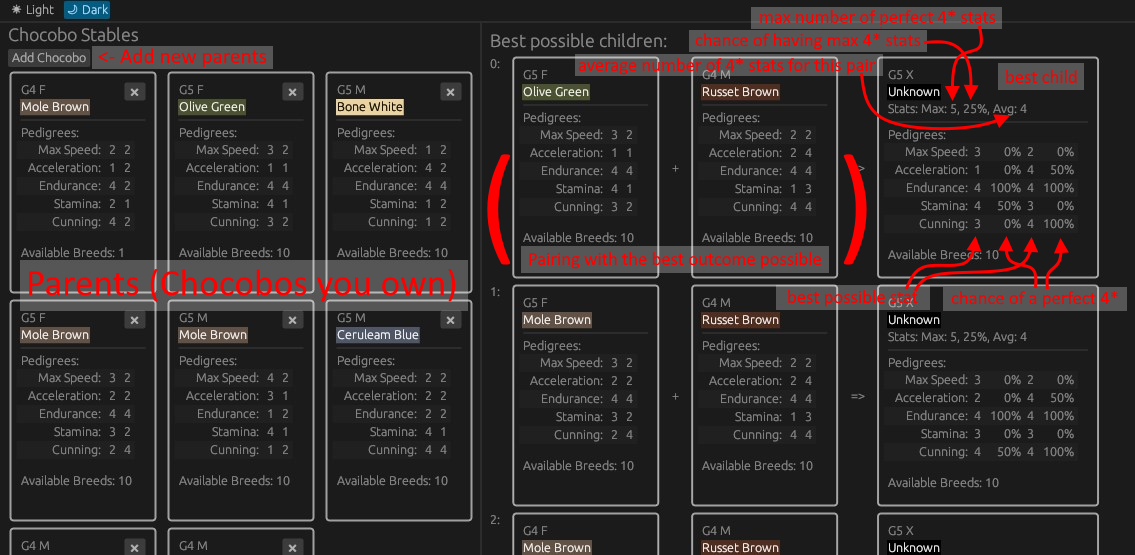 Light Dark
Chocobo Stables
Add Chocobo <- Add new parents
G4 F
Mole Brown
Pedigrees:
Max Speed: 2 2
Acceleration: 1 1
Endurance: 4 2
Stamina: 2 1
Cunning: 4 2
Available Breeds: 1
G5 F
Olive Green
Pedigrees:
Max Speed: 3 2
Acceleration: 1 1
Endurance: 4 4
Stamina: 4 1
Cunning: 3 2
Available Breeds: 10
G5 M
Bone White
Pedigrees:
Max Speed: 1 2
Acceleration: 4 2
Endurance: 4 4
Stamina: 1 2
Cunning: 1 2
Available Breeds: 10
Parents (Chocobos you own)
G5 F
Mole Brown
Pedigrees:
Max Speed: 3 2
Acceleration: 2 2
Endurance: 4 4
Stamina: 3 2
Cunning: 2 4
Available Breeds: 10
G5 M
Mole Brown
Pedigrees:
Max Speed: 4 2
Acceleration: 3 1
Endurance: 1 2
Stamina: 4 1
Cunning: 1 2
Available Breeds: 10
G5 M
Ceruleam Blue
Pedigrees:
Max Speed: 2 2
Acceleration: 2 2
Endurance: 2 2
Stamina: 4 1
Cunning: 4 4
Available Breeds: 10
G4 M
G4 M
Best possible children:
max number of perfect 4* stats
chance of having max 4* stats
average number of 4* stats for this pair
best child
0:
G5 F
Olive Green
Pedigrees:
Max Speed: 3 2
Acceleration: 1 1
Endurance: 4 4
Stamina: 4 1
Cunning: 3 2
Available Breeds: 10
+
G4 M
Russet Brown
Pedigrees:
Max Speed: 2 2
Acceleration: 2 4
Endurance: 4 4
Stamina: 1 3
Cunning: 4 4
Available Breeds: 10
( )
Pairing with the best outcome possible
>
G5 X
Unknown
Stats: Max: 5, 25%, Avg: 4
Pedigrees:
Max Speed: 3 0% 2 0%
Acceleration: 1 0% 4 50%
Endurance: 4 100% 4 100%
Stamina: 4 50% 3 0%
Cunning: 3 0% 4 100%
Available Breeds: 10
best possible stat
chance of a perfect 4*
1:
G5 F
Mole Brown
Pedigrees:
Max Speed: 3 2
Acceleration: 2 2
Endurance: 4 4
Stamina: 3 2
Cunning: 2 4
Available Breeds: 10
+
G4 M
Russet Brown
Pedigrees:
Max Speed: 2 2
Acceleration: 2 4
Endurance: 4 4
Stamina: 1 3
Cunning: 4 4
Available Breeds: 10
=>
G5 X
Unknown
Stats: Max: 5, 25%, Avg: 4
Pedigrees:
Max Speed: 3 0% 2 0%
Acceleration: 2 0% 4 50%
Endurance: 4 100% 4 100%
Stamina: 3 0% 3 0%
Cunning: 4 50% 4 100%
Available Breeds: 10
2:
G5 F
Mole Brown
G4 M
Russet Brown
G5 X
Unknown